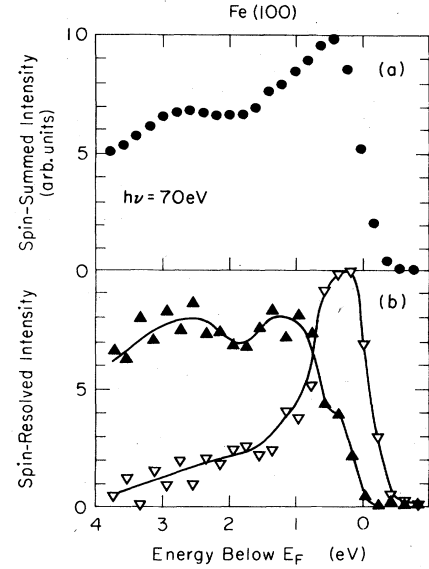 Fe(100)
10
(a)
5
hν = 70eV
Spin-Summed Intensity
(arb. units)
0
(b)
5
Spin-Resolved Intensity
0
4 3 2 1 0
Energy Below EF (eV)